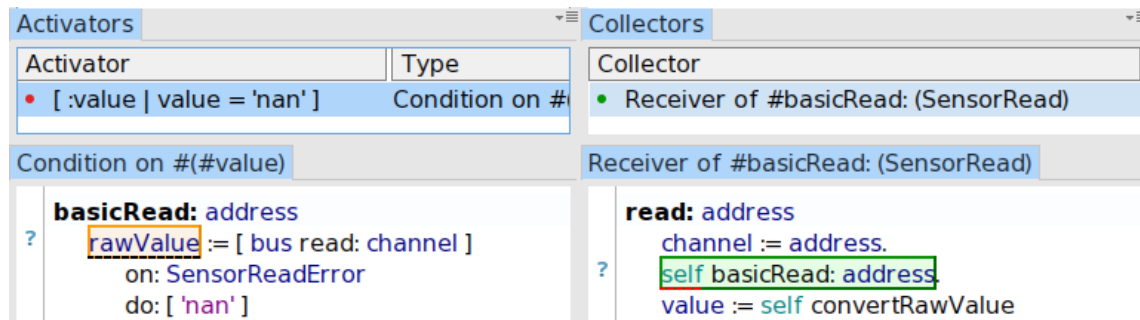 Activators
Activator Type
[ :value | value = 'nan' ] Condition on #(
Condition on #(#value)
basicRead: address
? rawValue := [ bus read: channel ]
on: SensorReadError
do: [ 'nan' ]
Collectors
Collector
Receiver of #basicRead: (SensorRead)
Receiver of #basicRead: (SensorRead)
read: address
channel := address.
? self basicRead: address.
value := self convertRawValue